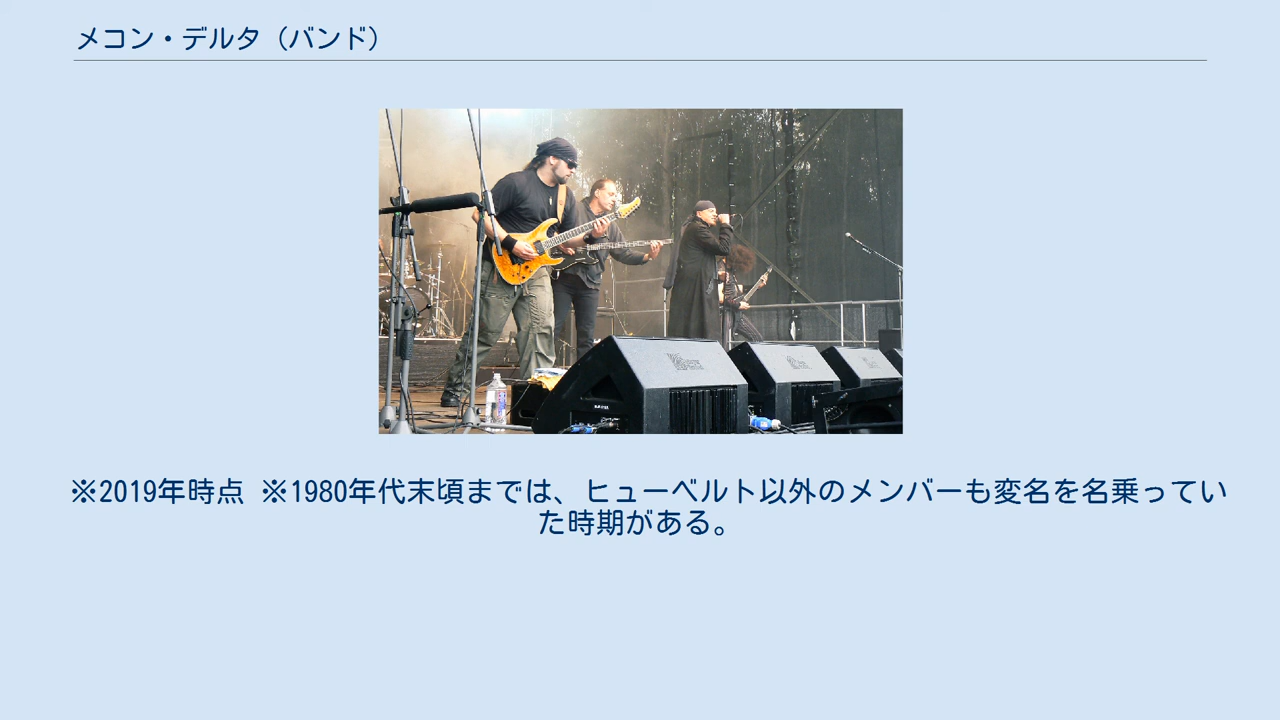 メコン・デルタ（バンド）
※2019年時点 ※1980年代末頃までは、ヒューベルト以外のメンバーも変名を名乗ってい
た時期がある。